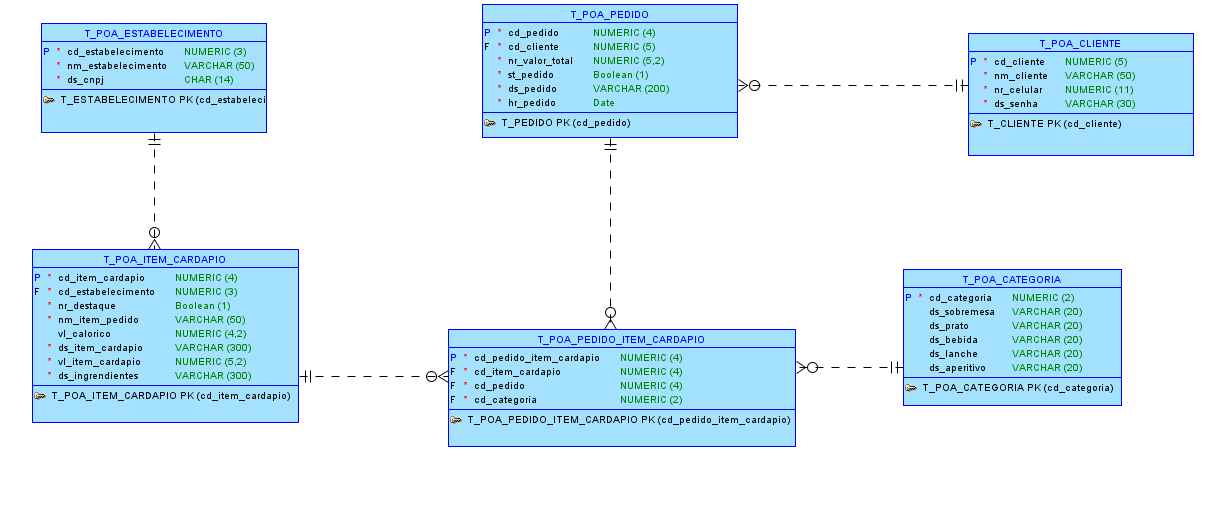 T_POA_ESTABELECIMENTO
P * cd_estabelecimento NUMERIC (3)
* nm_estabelecimento VARCHAR (50)
* ds_cnpj CHAR (14)
T_ESTABELECIMENTO PK (cd_estabeleci
T_POA_PEDIDO
P * cd_pedido NUMERIC (4)
F * cd_cliente NUMERIC (5)
* nr_valor_total NUMERIC (5,2)
* st_pedido Boolean (1)
* ds_pedido VARCHAR (200)
* hr_pedido Date
T_PEDIDO PK (cd_pedido)
T_POA_CLIENTE
P * cd_cliente NUMERIC (5)
* nm_cliente VARCHAR (50)
* nr_celular NUMERIC (11)
* ds_senha VARCHAR (30)
T_CLIENTE PK (cd_cliente)
T_POA_ITEM_CARDAPIO
P * cd_item_cardapio NUMERIC (4)
F * cd_estabelecimento NUMERIC (3)
* nr_destaque Boolean (1)
* nm_item_pedido VARCHAR (50)
vl_calorico NUMERIC (4,2)
* ds_item_cardapio VARCHAR (300)
* vl_item_cardapio NUMERIC (5,2)
* ds_ingrendientes VARCHAR (300)
T_POA_ITEM_CARDAPIO PK (cd_item_cardapio)
T_POA_PEDIDO_ITEM_CARDAPIO
P * cd_pedido_item_cardapio NUMERIC (4)
F * cd_item_cardapio NUMERIC (4)
F * cd_pedido NUMERIC (4)
F * cd_categoria NUMERIC (2)
T_POA_PEDIDO_ITEM_CARDAPIO PK (cd_pedido_item_cardapio)
T_POA_CATEGORIA
P * cd_categoria NUMERIC (2)
ds_sobremesa VARCHAR (20)
ds_prato VARCHAR (20)
ds_bebida VARCHAR (20)
ds_lanche VARCHAR (20)
ds_aperitivo VARCHAR (20)
T_POA_CATEGORIA PK (cd_categoria)